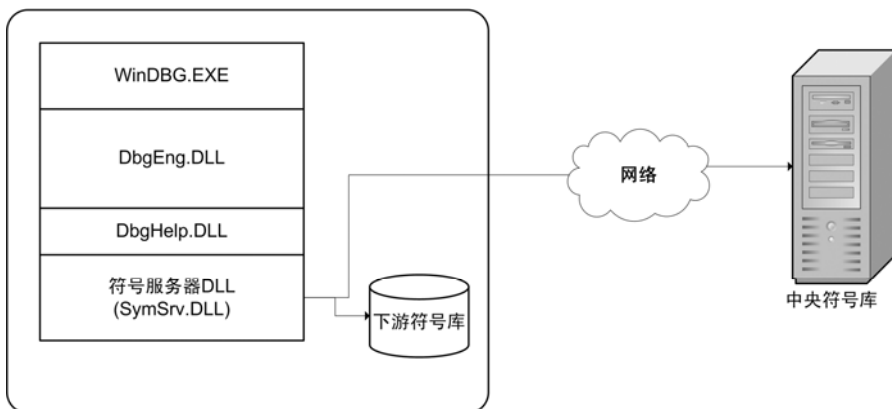 WinDBG.EXE
DbgEng.DLL
DbgHelp.DLL
符号服务器DLL
(SymSrv.DLL)
下游符号库
网络
中央符号库